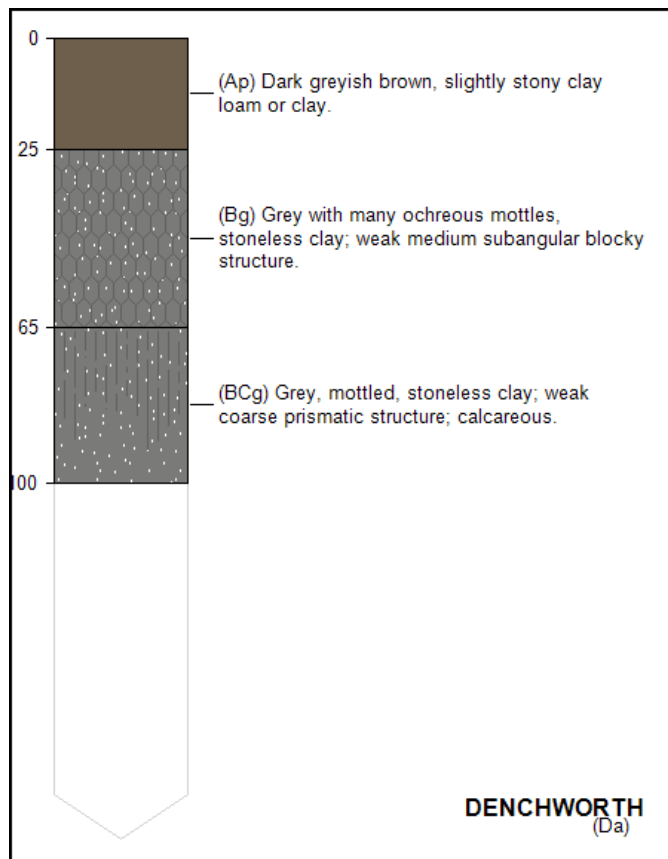 0
(Ap) Dark greyish brown, slightly stony clay
loam or clay.
25
(Bg) Grey with many ochreous mottles,
stoneless clay; weak medium subangular blocky
structure.
65
(BCg) Grey, mottled, stoneless clay; weak
coarse prismatic structure; calcareous.
100
DENCHWORTH
(Da)